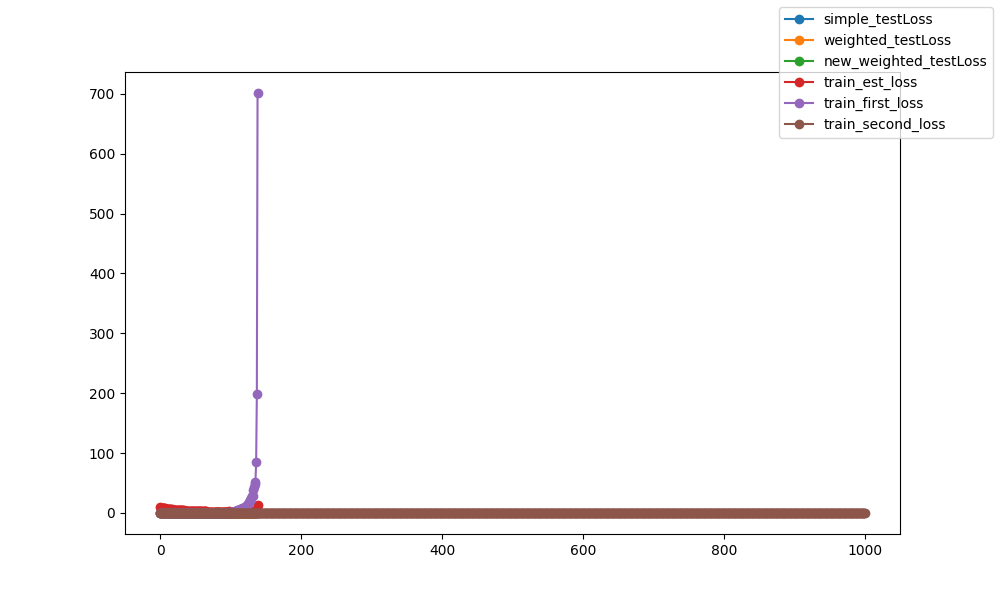 simple_testLoss
weighted_testLoss
new_weighted_testLoss
train_est_loss
train_first_loss
train_second_loss
700
600
500
400
300
200
100
0
0 200 400 600 800 1000